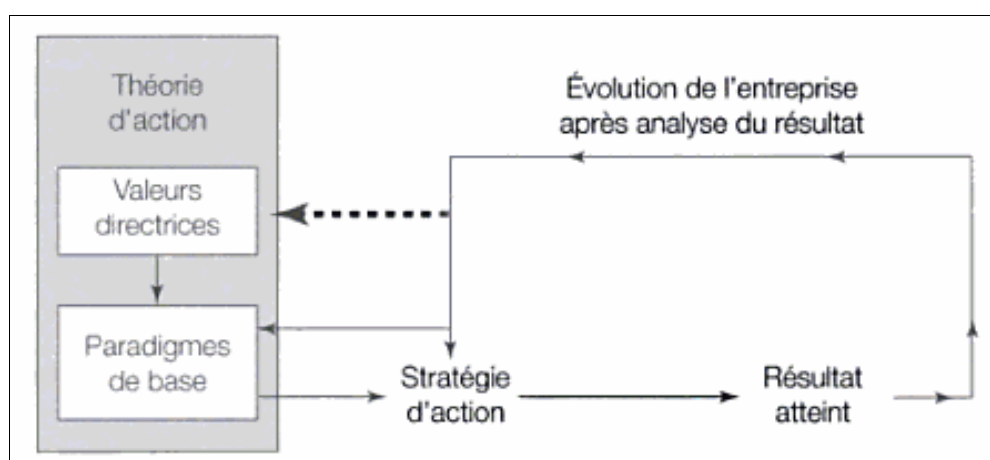 Théorie
d'action
Valeurs
directrices
Paradigmes
de base
Évolution de l'entreprise
après analyse du résultat
Stratégie
d'action
Résultat
atteint